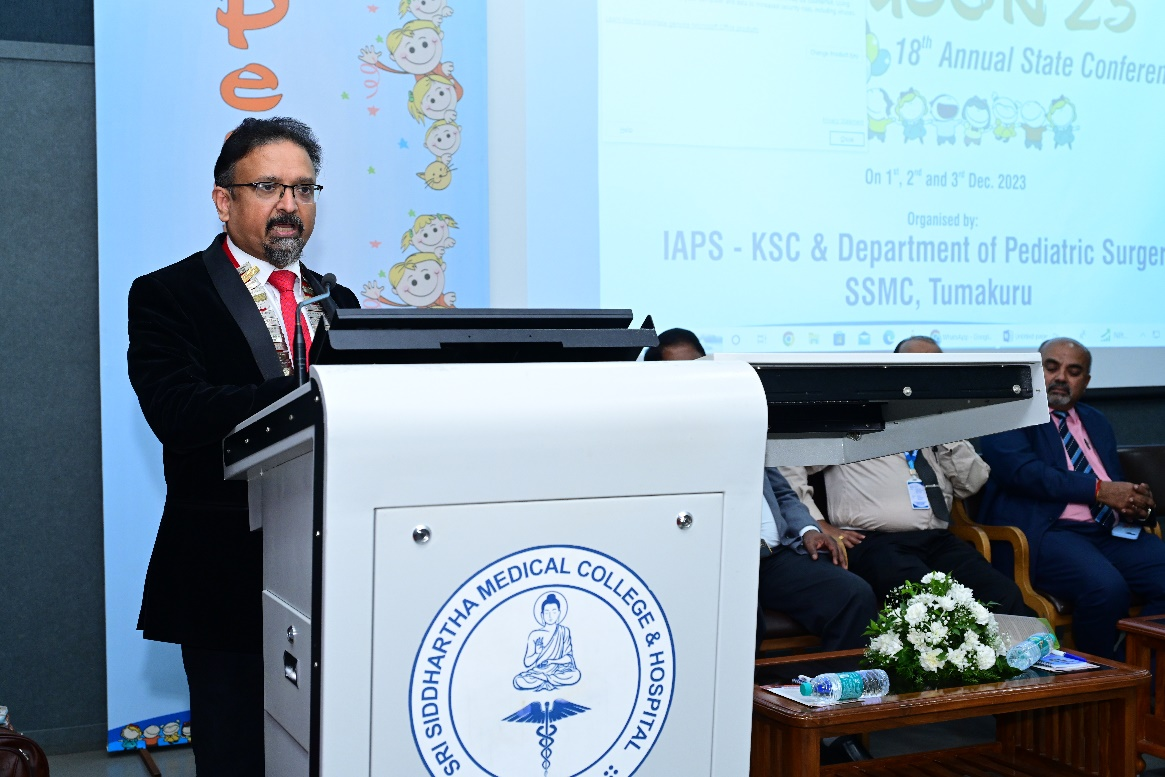 Pe
18th Annual State Conferen
On 1st, 2nd and 3rd Dec. 2023
Organised by:
IAPS - KSC & Department of Pediatric Surger
SSMC, Tumakuru
SRI SIDDHARTHA MEDICAL COLLEGE & HOSPITAL